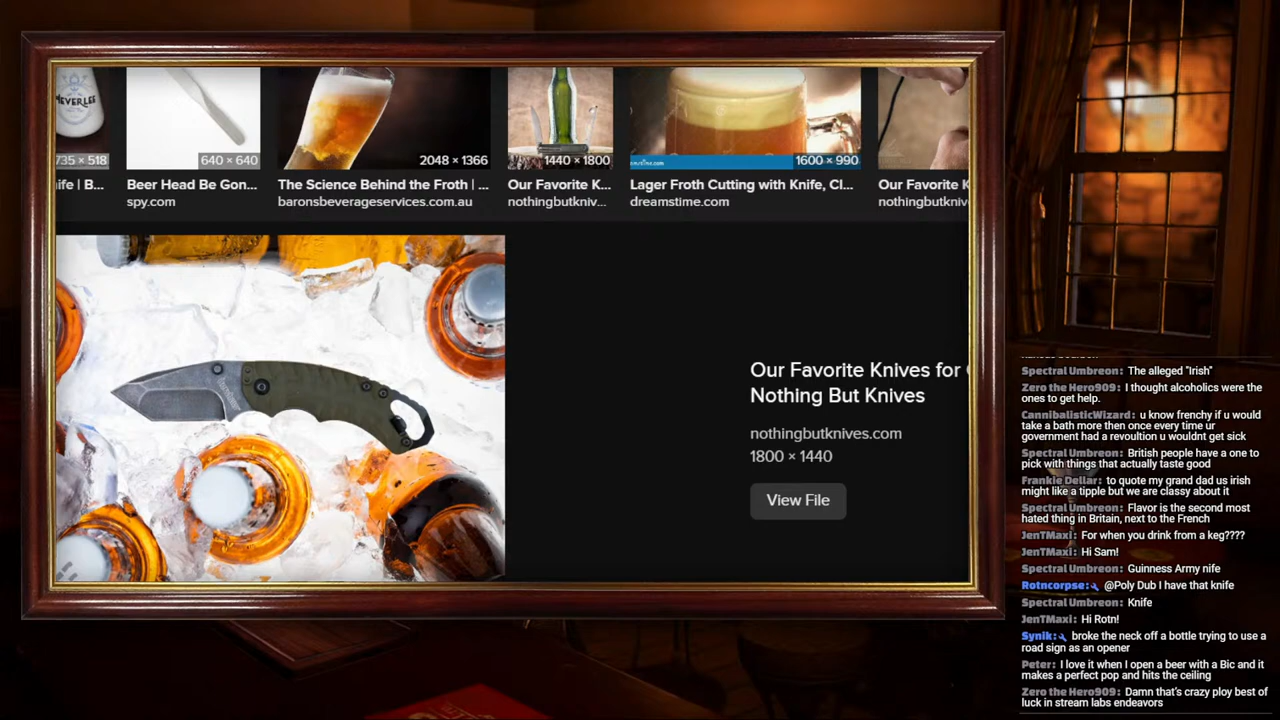 HEVERLEE
735 × 518
640 × 640
2048 × 1366
1440 × 1800
1600 × 990
ife | B...
Beer Head Be Gon...
The Science Behind the Froth | ...
Our Favorite K...
Lager Froth Cutting with Knife, Cl...
Our Favorite K
spy.com
baronsbeverageservices.com.au
nothingbutkniv...
dreamstime.com
nothingbutkniv
Our Favorite Knives for
Nothing But Knives
nothingbutknives.com
1800 × 1440
View File
Spectral Umbreon: The alleged "Irish"
Zero the Hero909: I thought alcoholics were the
ones to get help.
CannibalisticWizard: u know frenchy if u would
take a bath more then once every time ur
government had a revoultion u wouldnt get sick
Spectral Umbreon: British people have a one to
pick with things that actually taste good
Frankie Dellar: to quote my grand dad us irish
might like a tipple but we are classy about it
Spectral Umbreon: Flavor is the second most
hated thing in Britain, next to the French
JenTMaxi: For when you drink from a keg????
JenTMaxi: Hi Sam!
Spectral Umbreon: Guinness Army nife
Rotncorpse: @Poly Dub I have that knife
Spectral Umbreon: Knife
JenTMaxi: Hi Rotn!
Synik: broke the neck off a bottle trying to use a
road sign as an opener
Peter: I love it when I open a beer with a Bic and it
makes a perfect pop and hits the ceiling
Zero the Hero909: Damn that's crazy ploy best of
luck in stream labs endeavors